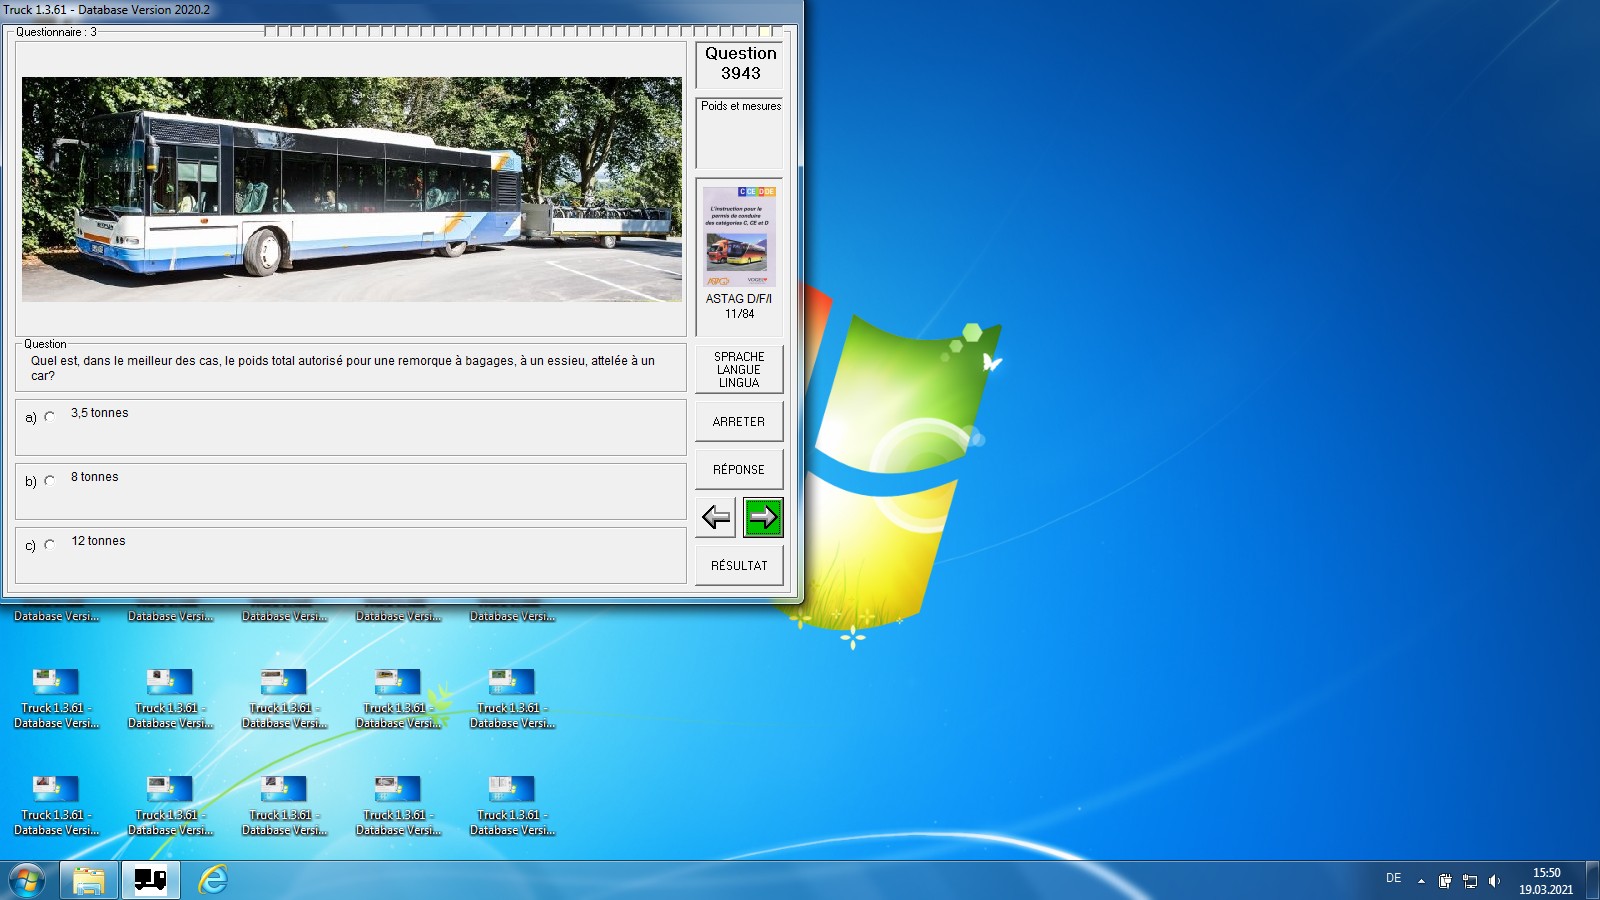 Truck 1.3.61 - Database Version 2020.2
Questionnaire : 3
Question
3943
Poids et mesures
C CE D DE
L'instruction pour le
permis de conduire
des catégories C, CE et D
ASTAG D/F/I
11/84
Question
Quel est, dans le meilleur des cas, le poids total autorisé pour une remorque à bagages, à un essieu, attelée à un
car?
SPRACHE
LANGUE
LINGUA
a) 3,5 tonnes
ARRETER
b) 8 tonnes
RÉPONSE
c) 12 tonnes
RÉSULTAT
Database Versi... Database Versi... Database Versi... Database Versi... Database Versi...
Truck 1.3.61 - Truck 1.3.61 - Truck 1.3.61 - Truck 1.3.61 - Truck 1.3.61 -
Database Versi... Database Versi... Database Versi... Database Versi... Database Versi...
Truck 1.3.61 - Truck 1.3.61 - Truck 1.3.61 - Truck 1.3.61 - Truck 1.3.61 -
Database Versi... Database Versi... Database Versi... Database Versi... Database Versi...
DE
15:50
19.03.2021